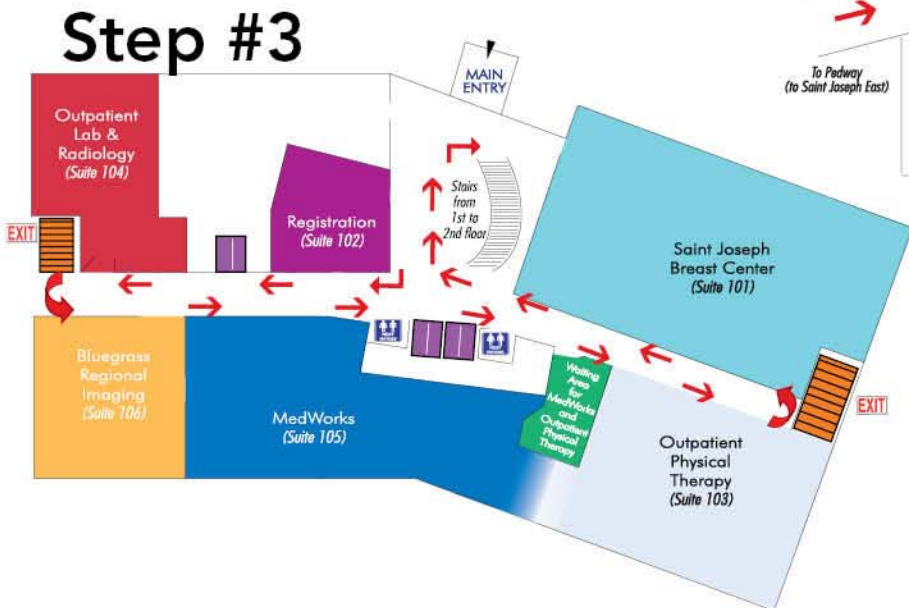 Step #3
MAIN
ENTRY
To Pedway
(to Saint Joseph East)
Outpatient
Lab &
Radiology
(Suite 104)
EXIT
Registration
(Suite 102)
Stairs
from
1st to
2nd floor
Saint Joseph
Breast Center
(Suite 101)
Bluegrass
Regional
Imaging
(Suite 106)
MedWorks
(Suite 105)
Waiting
Area
for
MedWorks
and
Outpatient
Physical
Therapy
Outpatient
Physical
Therapy
(Suite 103)
EXIT